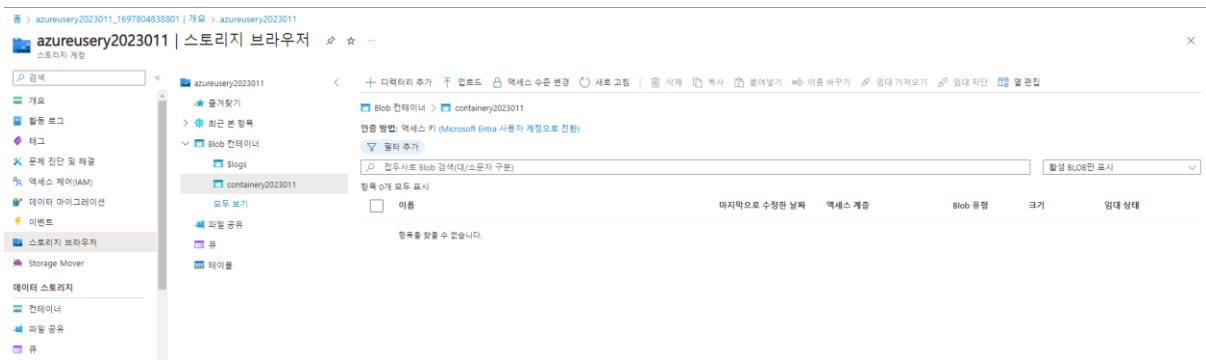 홈 > azureusery2023011_1697804838801 | 개요 > azureusery2023011
azureusery2023011 | 스토리지 브라우저
스토리지 계정
검색
개요
활동 로그
태그
문제 진단 및 해결
액세스 제어(IAM)
데이터 마이그레이션
이벤트
스토리지 브라우저
Storage Mover
데이터 스토리지
컨테이너
파일 공유
큐
azureusery2023011
즐겨찾기
최근 본 항목
Blob 컨테이너
$logs
containery2023011
모두 보기
파일 공유
큐
테이블
디렉터리 추가 업로드 액세스 수준 변경 새로 고침 삭제 복사 붙여넣기 이름 바꾸기 임대 가져오기 임대 차단 열 편집
Blob 컨테이너 > containery2023011
인증 방법: 액세스 키 (Microsoft Entra 사용자 계정으로 전환)
필터 추가
접두사로 Blob 검색(대/소문자 구분) 활성 BLOB만 표시
항목 0개 모두 표시
이름 마지막으로 수정한 날짜 액세스 계층 Blob 유형 크기 임대 상태
항목을 찾을 수 없습니다.